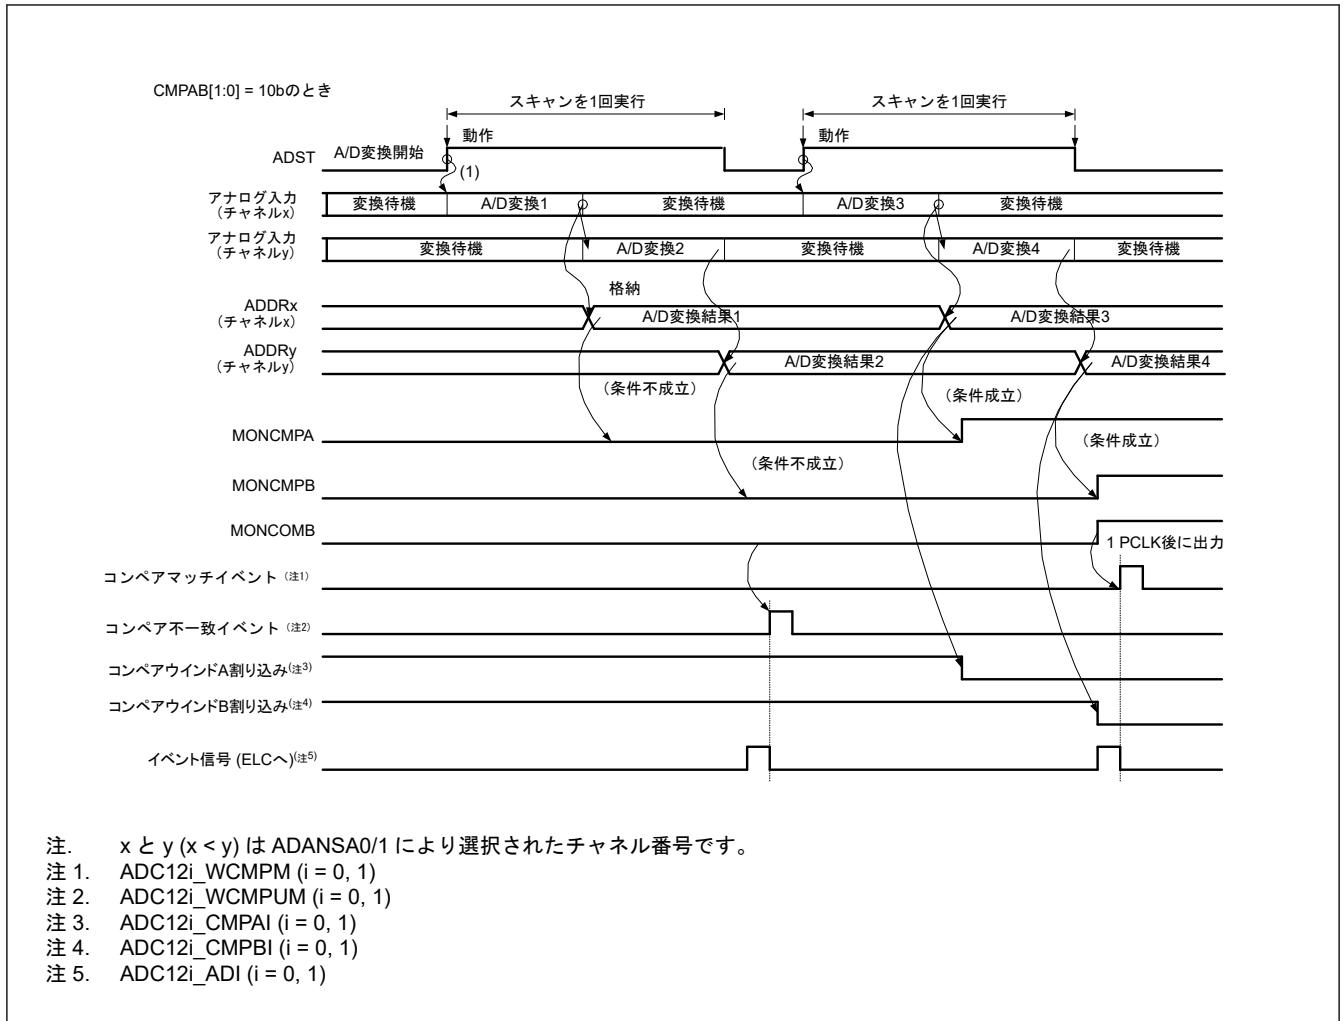 CMPAB[1:0] = 10bのとき
スキャンを1回実行
スキャンを1回実行
ADST
A/D変換開始
動作
動作
(1)
アナログ入力
(チャネルx)
変換待機
A/D変換1
変換待機
A/D変換3
変換待機
アナログ入力
(チャネルy)
変換待機
A/D変換2
変換待機
A/D変換4
変換待機
格納
ADDRx
(チャネルx)
A/D変換結果1
A/D変換結果3
ADDRy
(チャネルy)
A/D変換結果2
A/D変換結果4
(条件不成立)
(条件成立)
MONCMPA
(条件成立)
(条件不成立)
MONCMPB
MONCOMB
1 PCLK後に出力
コンペアマッチイベント (注1)
コンペア不一致イベント (注2)
コンペアウインドA割り込み(注3)
コンペアウインドB割り込み(注4)
イベント信号 (ELCへ)(注5)
注. x と y (x < y) は ADANSA0/1 により選択されたチャネル番号です。
注 1. ADC12i_WCMPM (i = 0, 1)
注 2. ADC12i_WCMPUM (i = 0, 1)
注 3. ADC12i_CMPAI (i = 0, 1)
注 4. ADC12i_CMPBI (i = 0, 1)
注 5. ADC12i_ADI (i = 0, 1)